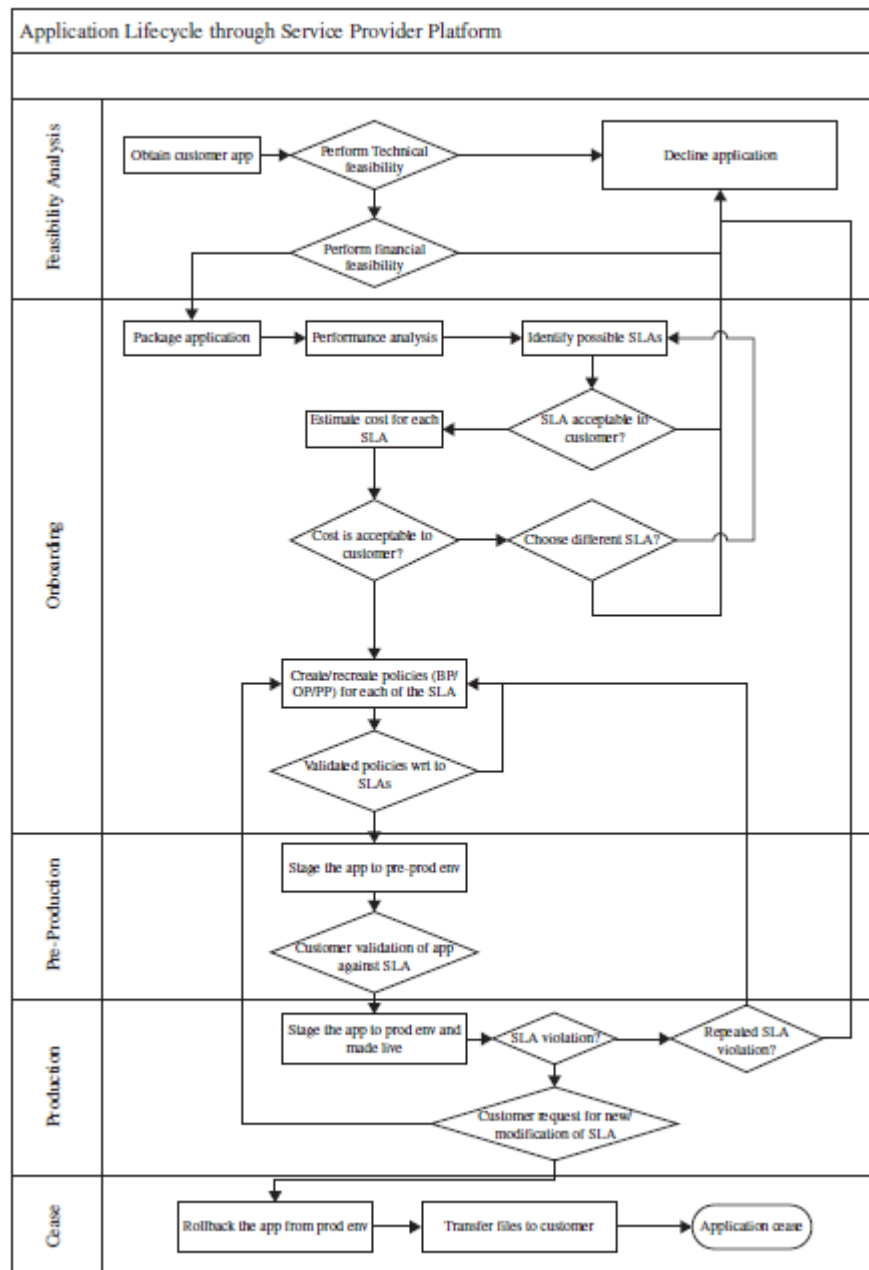 Application Lifecycle through Service Provider Platform
Feasibility Analysis
Obtain customer app
Perform Technical
feasibility
Decline application
Perform financial
feasibility
Onboarding
Package application
Performance analysis
Identify possible SLAs
Estimate cost for each
SLA
SLA acceptable to
customer?
Cost is acceptable to
customer?
Choose different SLA?
Create/recreate policies (BP/
OP/PP) for each of the SLA
Validated policies wrt to
SLAs
Pre-Production
Stage the app to pre-prod env
Customer validation of app
against SLA
Production
Stage the app to prod env and
made live
SLA violation?
Repeated SLA
violation?
Customer request for new/
modification of SLA
Cease
Rollback the app from prod env
Transfer files to customer
Application cease